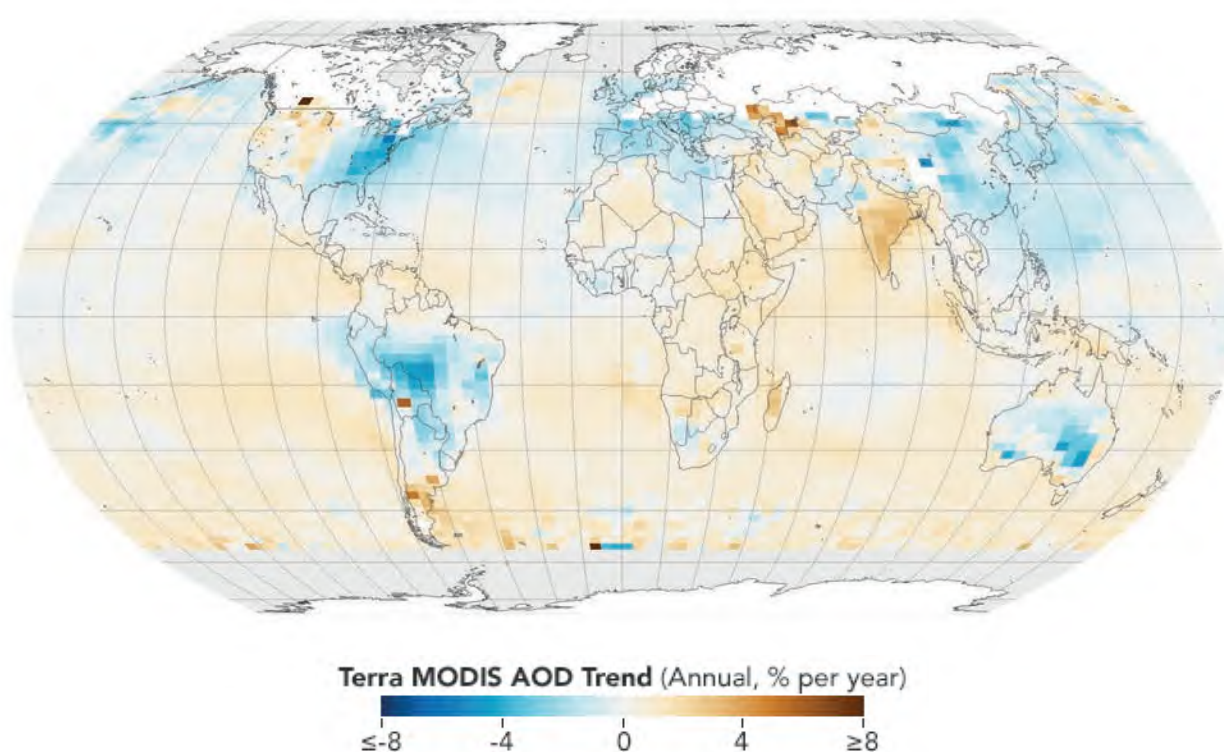 Terra MODIS AOD Trend (Annual, % per year)
≤-8 -4 0 4 ≥8